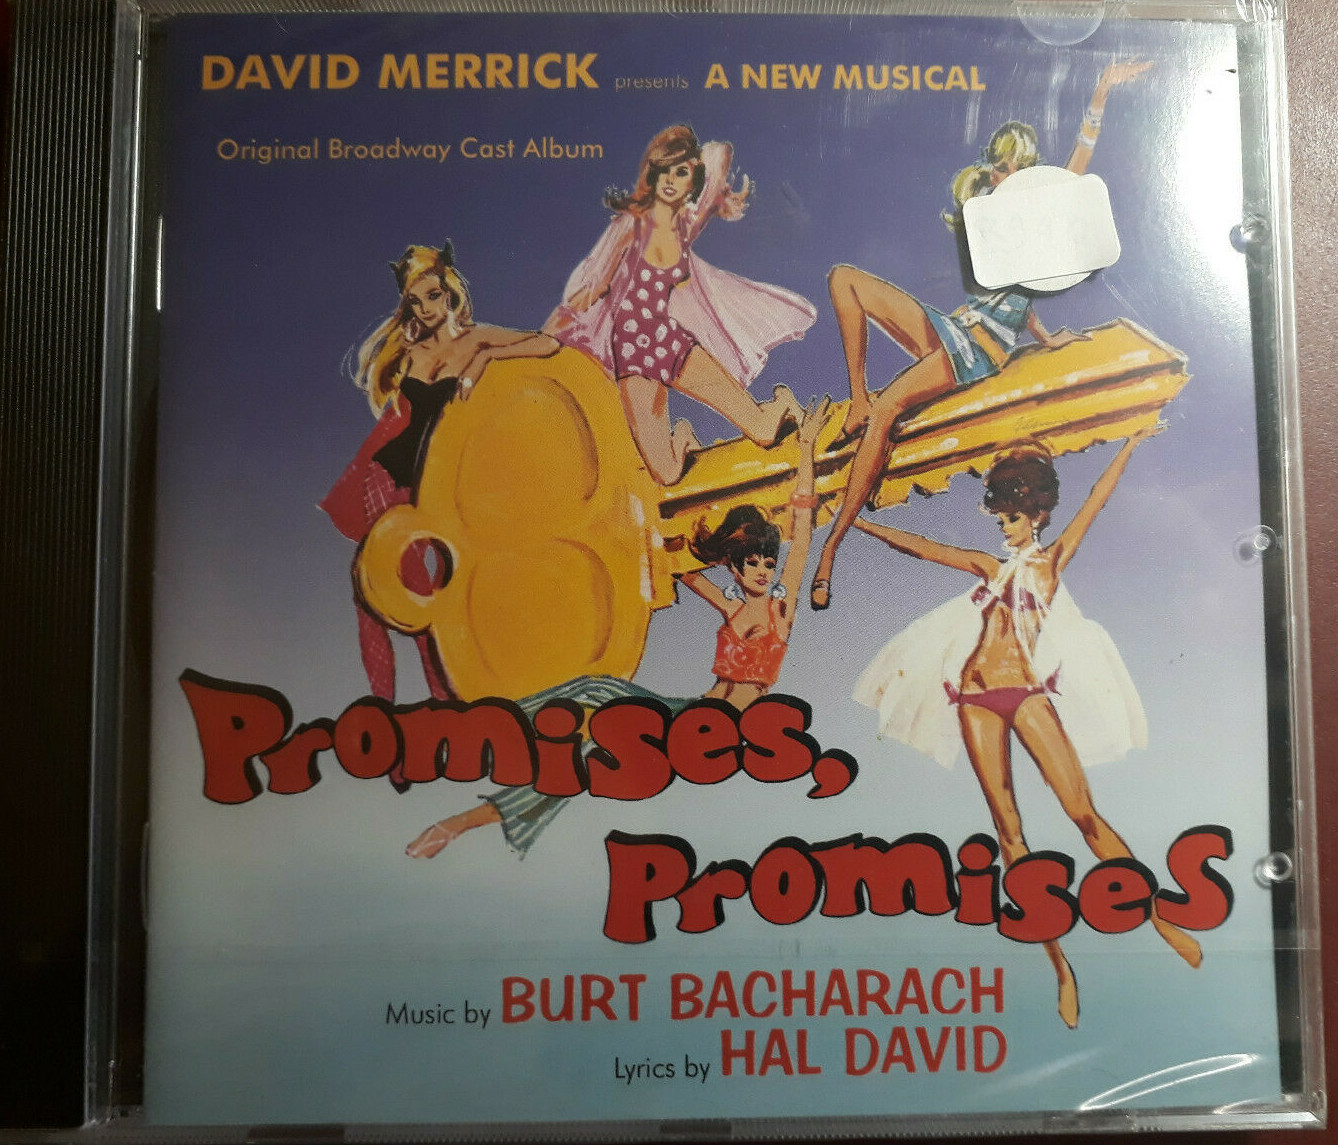 DAVID MERRICK presents A NEW MUSICAL
Original Broadway Cast Album
Promises,
Promises
Music by BURT BACHARACH
Lyrics by HAL DAVID